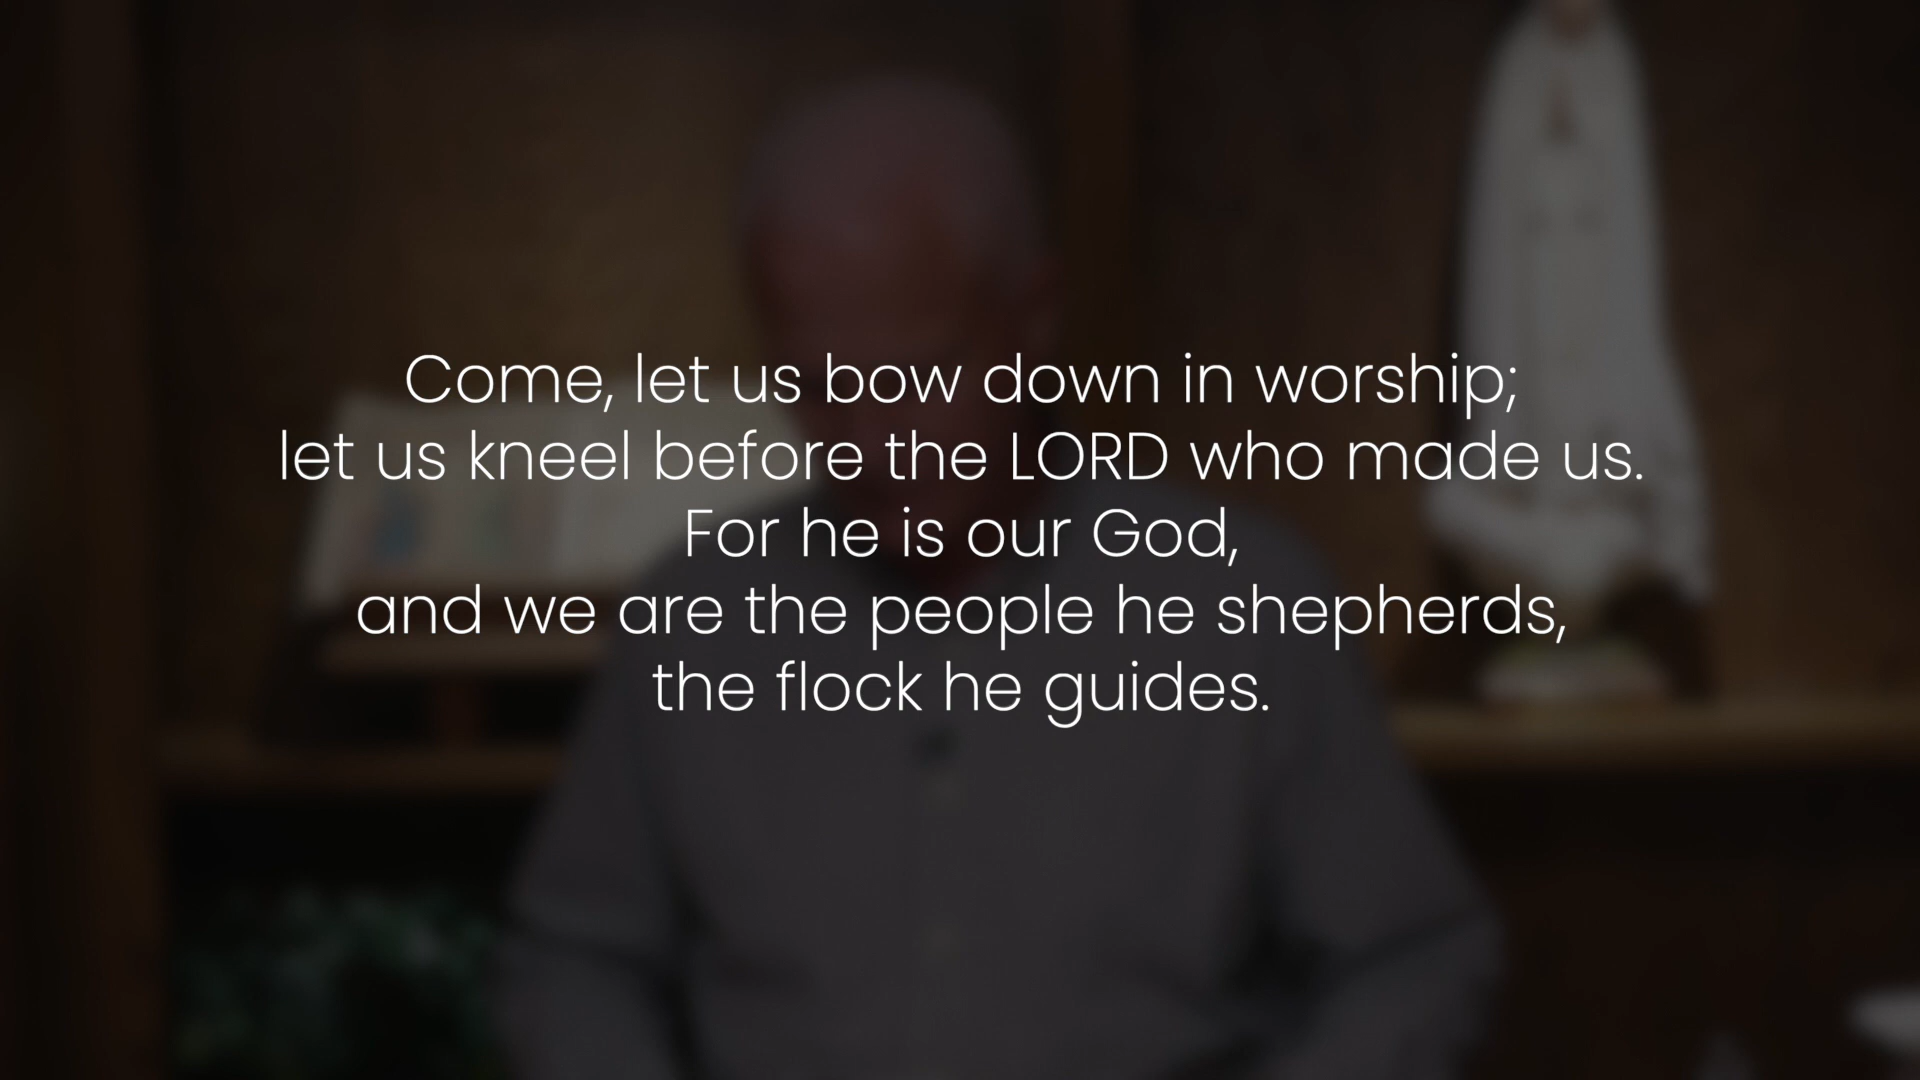 Come, let us bow down in worship;
let us kneel before the LORD who made us.
For he is our God,
and we are the people he shepherds,
the flock he guides.